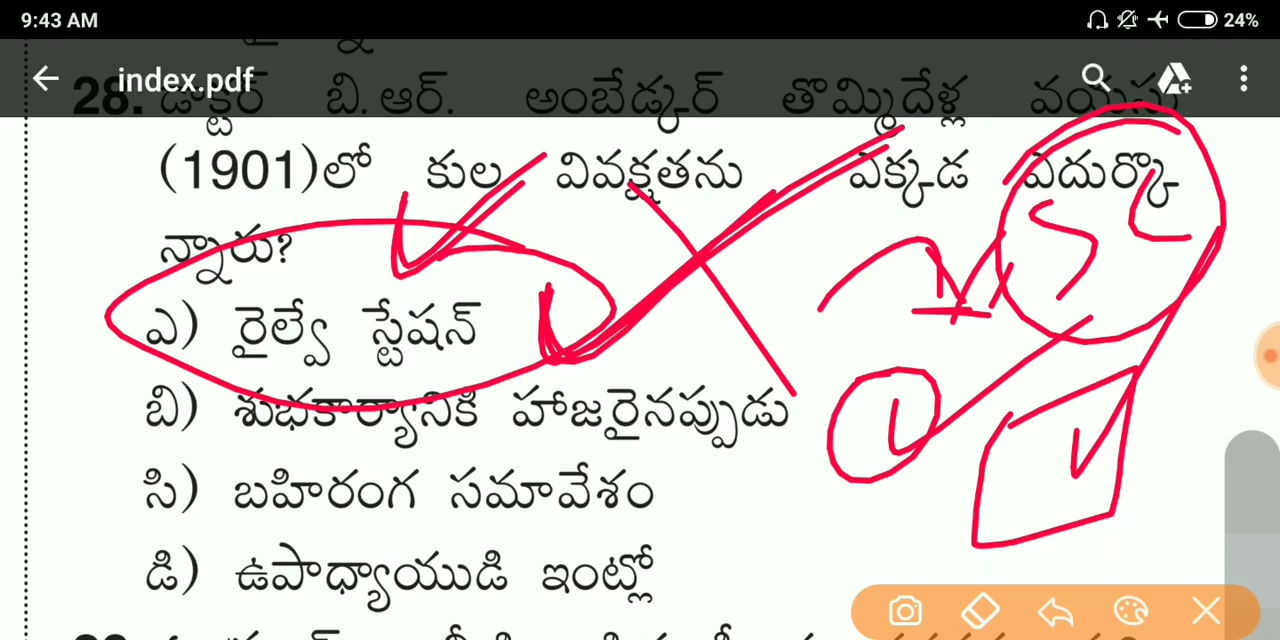 9:43 AM
24%
index.pdf
28. డాక్టర్ బి.ఆర్. అంబేడ్కర్ తొమ్మిదేళ్ల వయసు
(1901)లో కుల వివక్షతను ఎక్కడ ఎదుర్కొ
న్నారు?
ఎ) రైల్వే స్టేషన్
బి) శుభకార్యానికి హాజరైనప్పుడు
సి) బహిరంగ సమావేశం
డి) ఉపాధ్యాయుడి ఇంట్లో